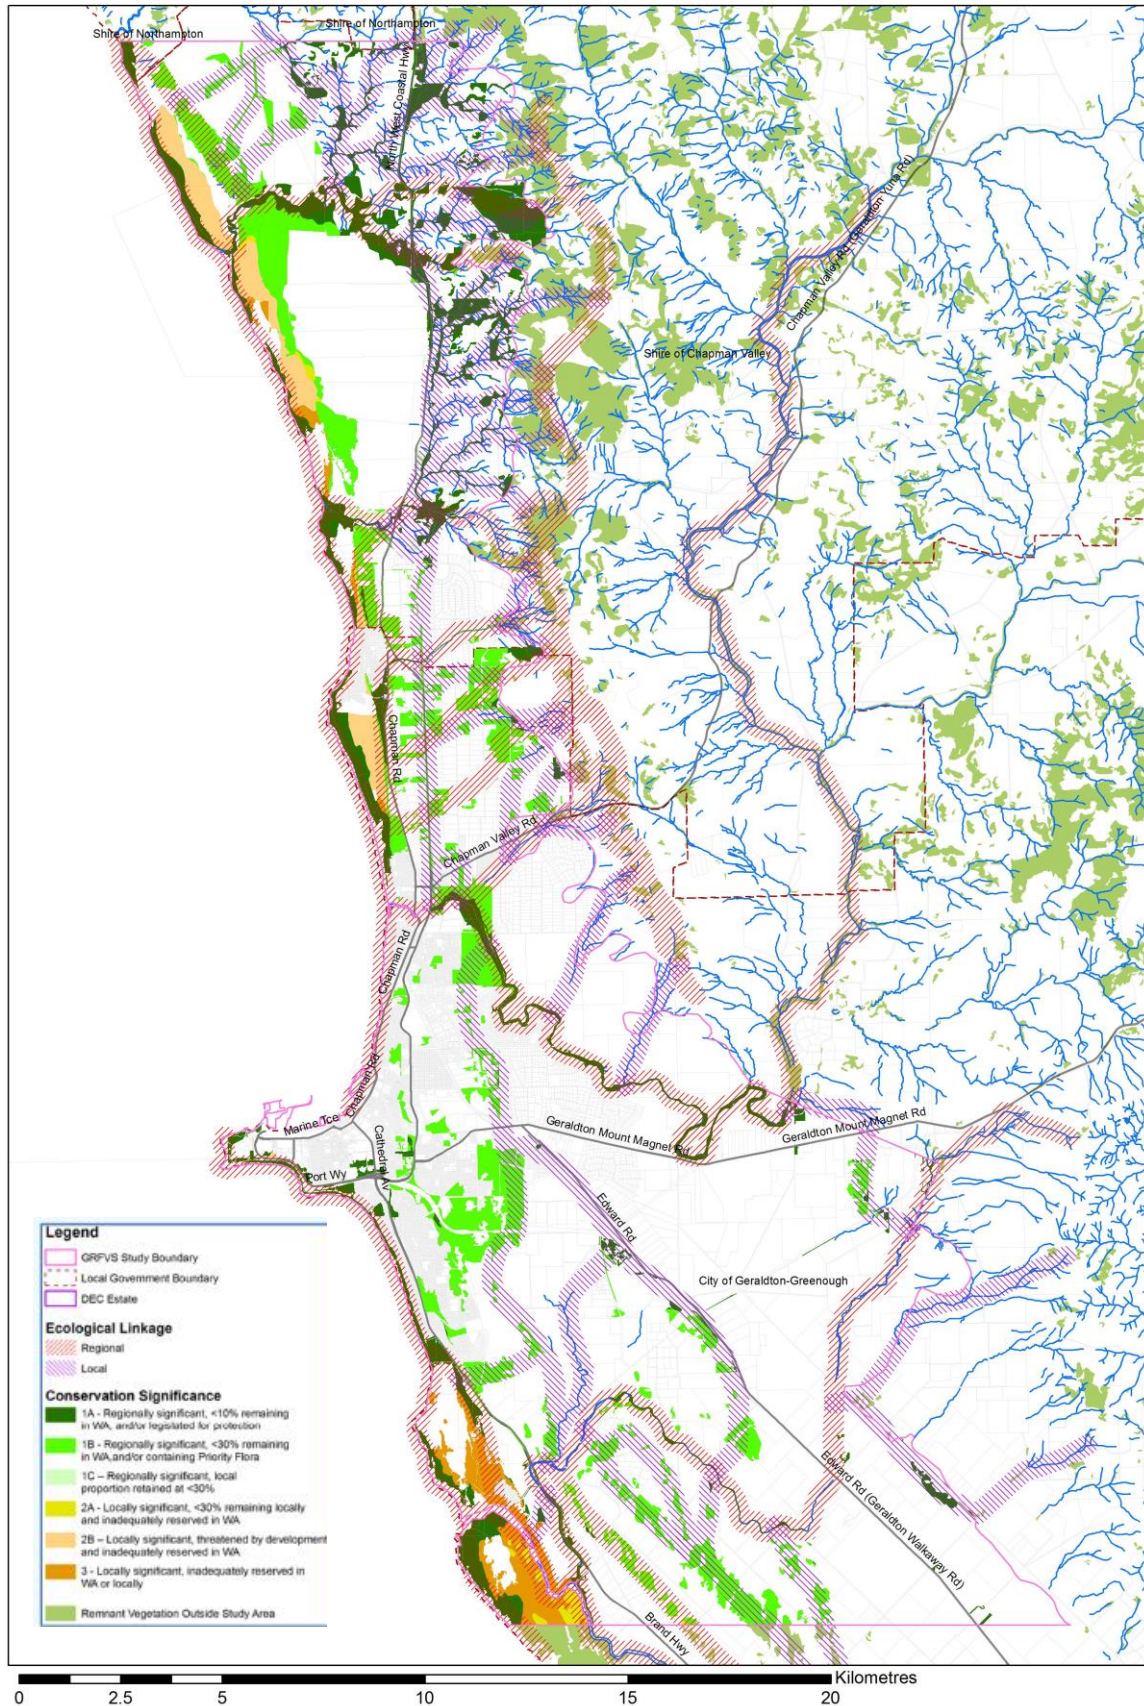 Shire of Northampton
Shire of Northampton
North West Coastal Hwy
Chapman Valley Rd (Geraldton Yuna Rd)
Shire of Chapman Valley
Chapman Rd
Chapman Valley Rd
Chapman Rd
Chapman Rd
Marine Tce
Cathedral Av
Port Wy
Geraldton Mount Magnet Rd
Geraldton Mount Magnet Rd
Edward Rd
City of Geraldton-Greenough
Edward Rd (Geraldton Walkaway Rd)
Brand Hwy
Legend
GRFVS Study Boundary
Local Government Boundary
DEC Estate
Ecological Linkage
Regional
Local
Conservation Significance
1A - Regionally significant, <10% remaining
in WA, and/or legislated for protection
1B - Regionally significant, <30% remaining
in WA,and/or containing Priority Flora
1C – Regionally significant, local
proportion retained at <30%
2A - Locally significant, <30% remaining locally
and inadequately reserved in WA
2B – Locally significant, threatened by development
and inadequately reserved in WA
3 - Locally significant, inadequately reserved in
WA or locally
Remnant Vegetation Outside Study Area
Kilometres
0 2.5 5 10 15 20